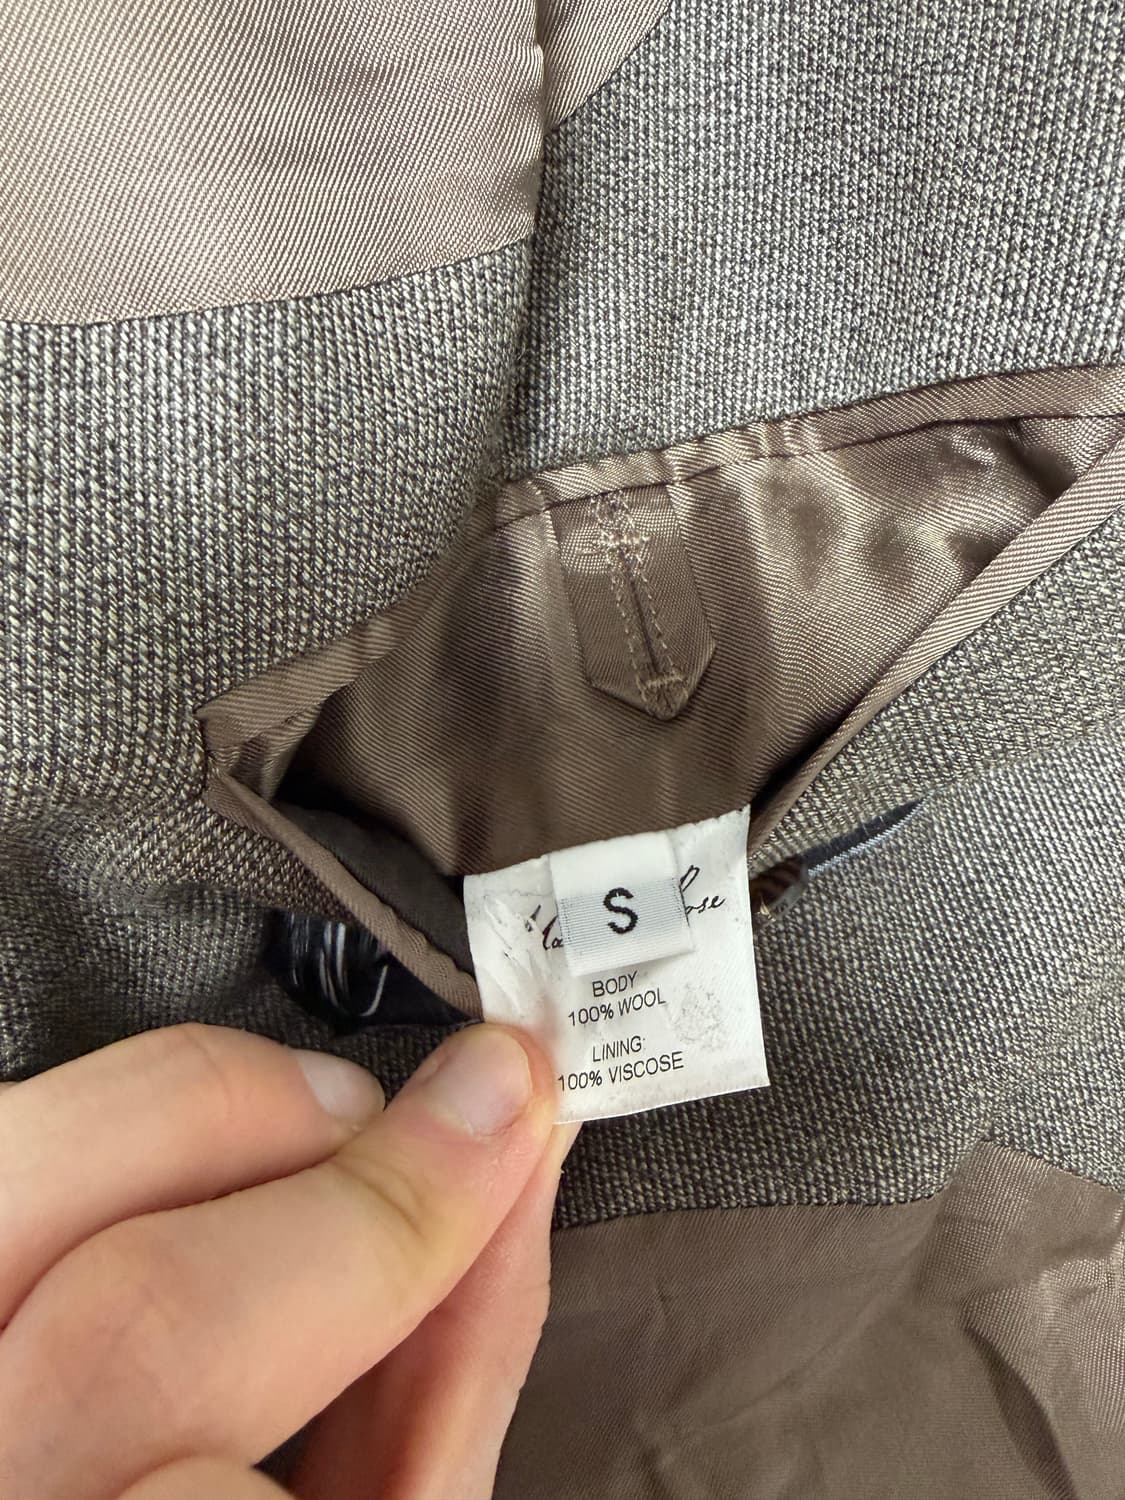 S
BODY
100% WOOL
LINING:
100% VISCOSE